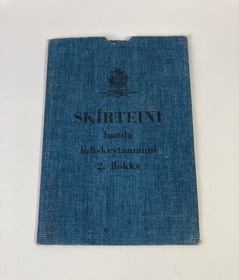 SKÍRTEINI
handa
loftskeytamanni
2. flokks